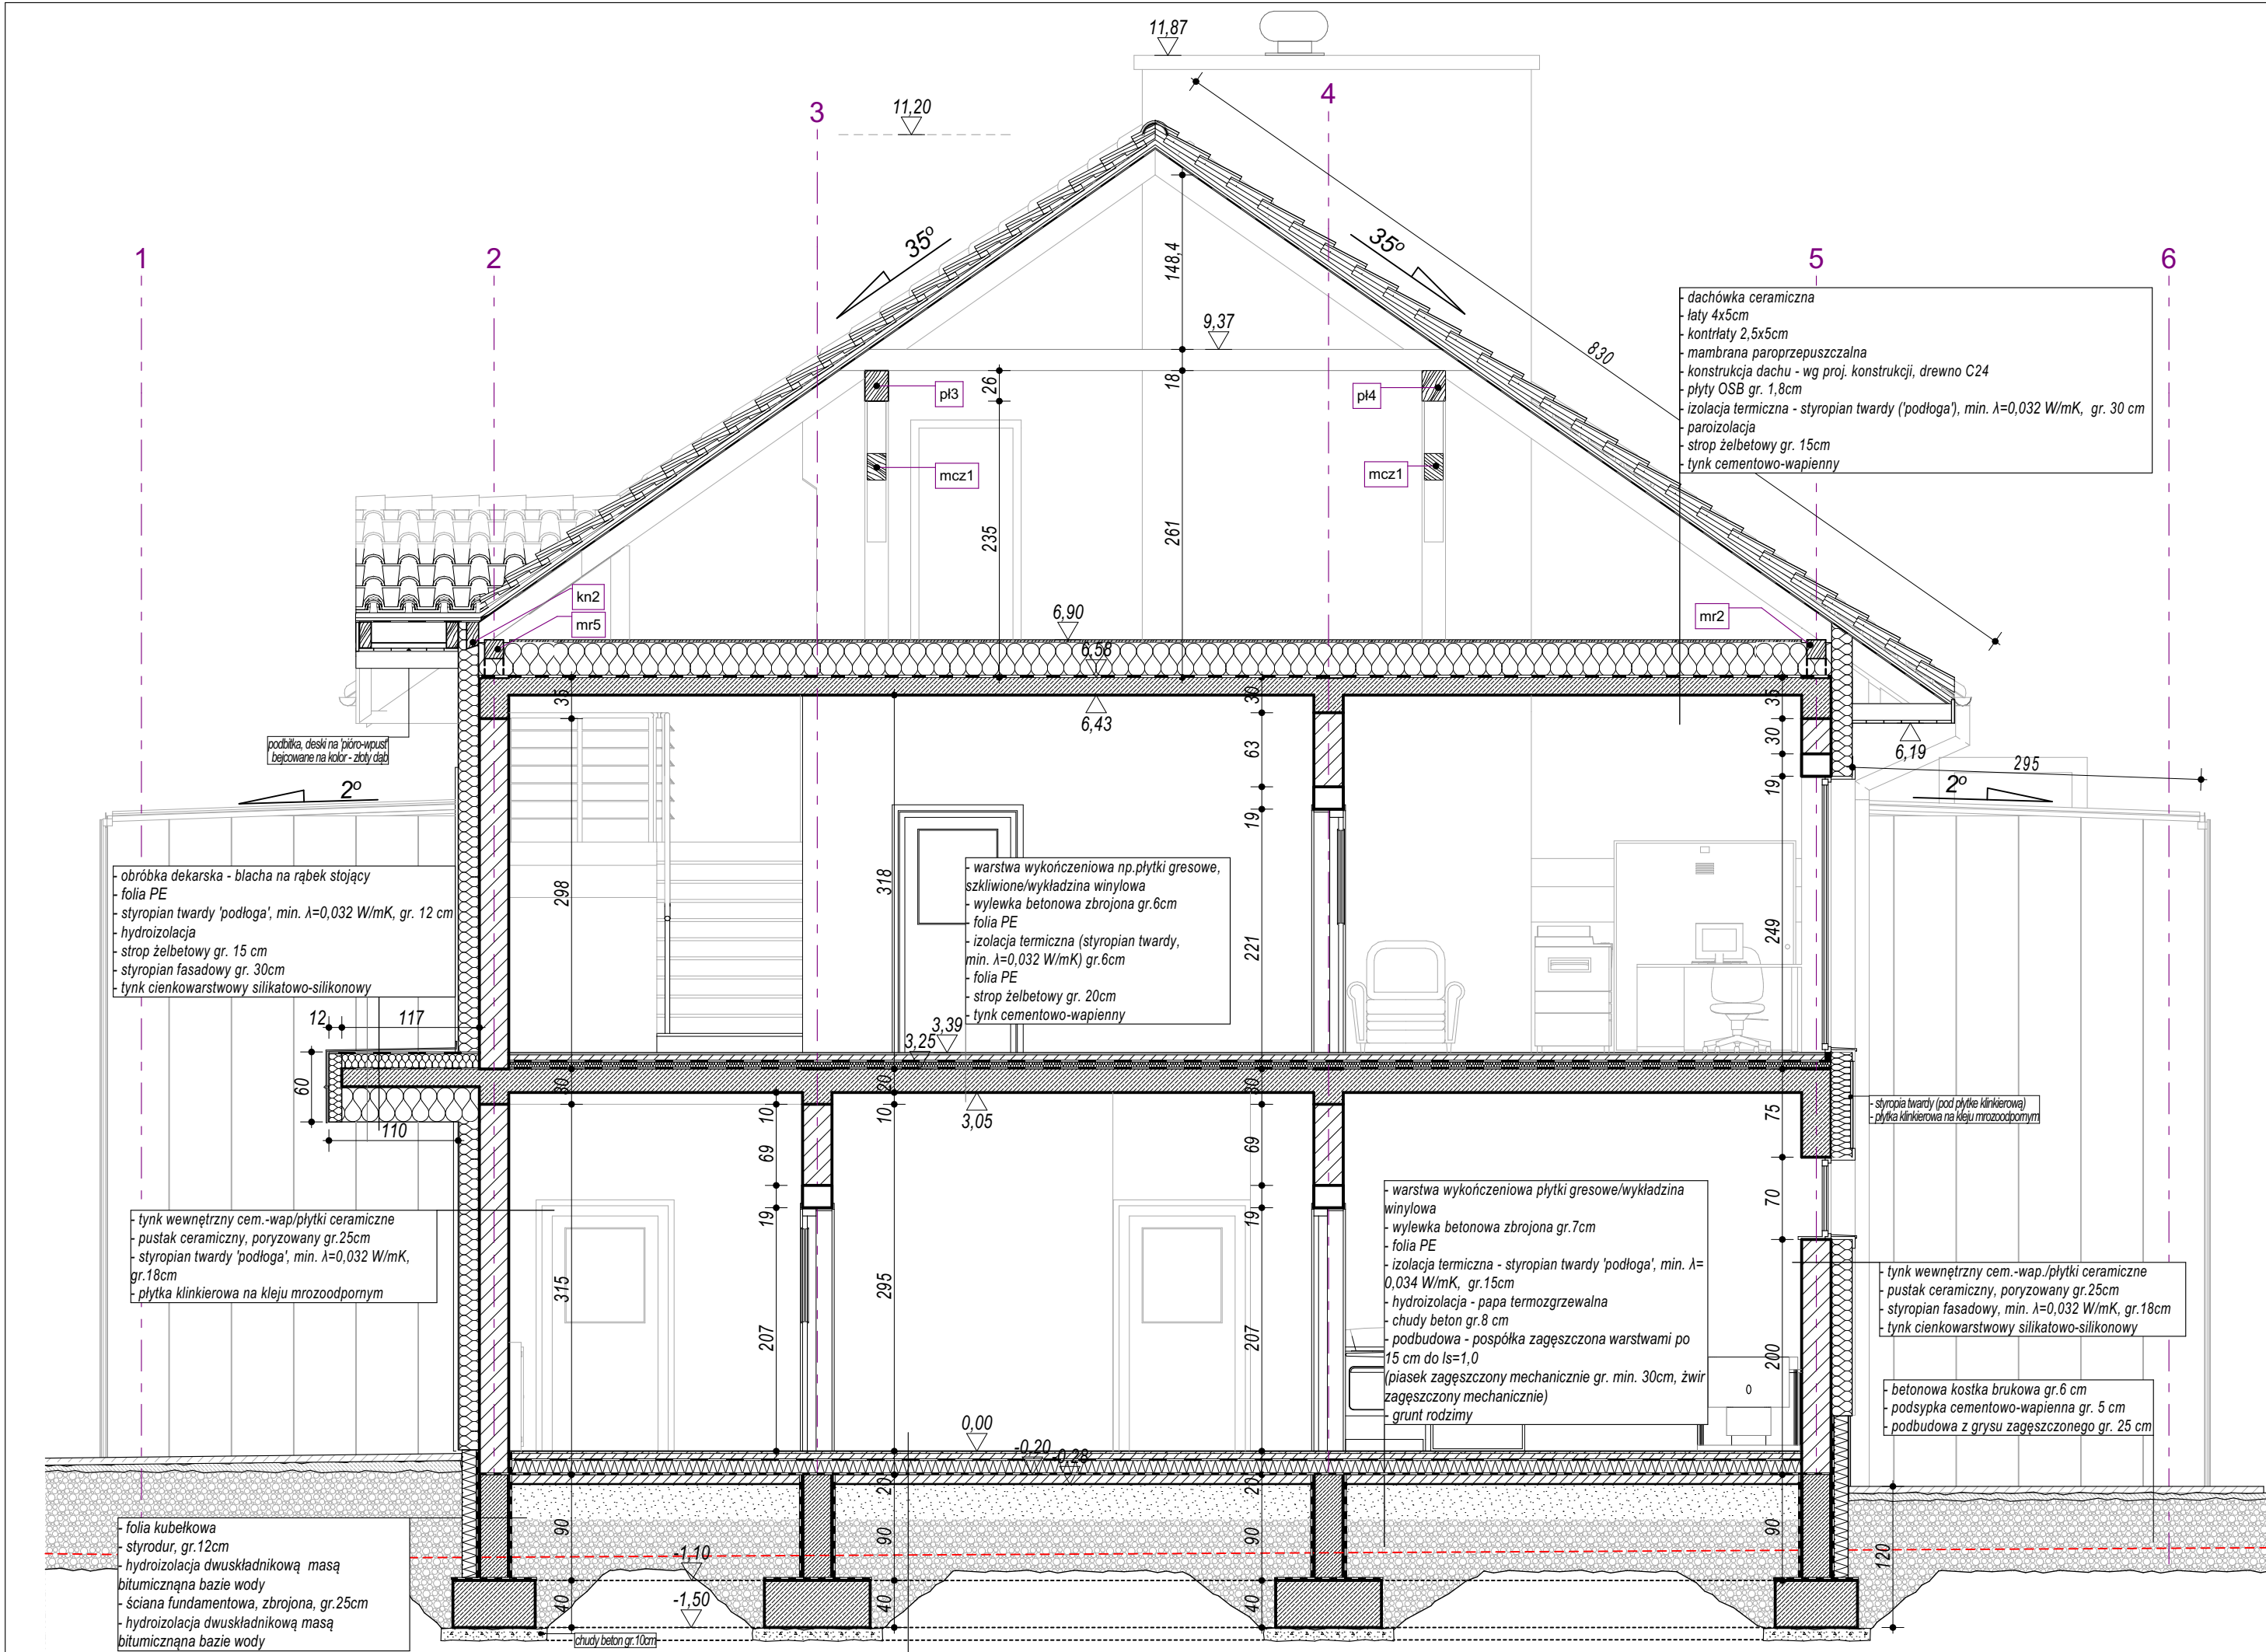 11,87
11,20
3
4
35º
35º
148,4
1
2
5
6
9,37
830
- dachówka ceramiczna
- łaty 4x5cm
- kontrłaty 2,5x5cm
- mambrana paroprzepuszczalna
- konstrukcja dachu - wg proj. konstrukcji, drewno C24
- płyty OSB gr. 1,8cm
- izolacja termiczna - styropian twardy ('podłoga'), min. λ=0,032 W/mK, gr. 30 cm
- paroizolacja
- strop żelbetowy gr. 15cm
- tynk cementowo-wapienny
26
18
pł3
pł4
mcz1
mcz1
235
261
kn2
mr5
6,90
mr2
6,58
35
30
35
6,43
63
30
6,19
podbitka, deski na 'pióro-wpust'
bejcowane na kolor - złoty dąb
295
2º
19
19
2º
- obróbka dekarska - blacha na rąbek stojący
- folia PE
- styropian twardy 'podłoga', min. λ=0,032 W/mK, gr. 12 cm
- hydroizolacja
- strop żelbetowy gr. 15 cm
- styropian fasadowy gr. 30cm
- tynk cienkowarstwowy silikatowo-silikonowy
298
318
- warstwa wykończeniowa np.płytki gresowe,
szkliwione/wykładzina winylowa
- wylewka betonowa zbrojona gr.6cm
- folia PE
- izolacja termiczna (styropian twardy,
min. λ=0,032 W/mK) gr.6cm
- folia PE
- strop żelbetowy gr. 20cm
- tynk cementowo-wapienny
221
249
12
117
3,39
3,25
60
30
20
30
10
10
3,05
75
- styropia twardy (pod płytkę klinkierową)
- płytka klinkierowa na kleju mrozoodpornym
110
69
69
19
19
70
- tynk wewnętrzny cem.-wap/płytki ceramiczne
- pustak ceramiczny, poryzowany gr.25cm
- styropian twardy 'podłoga', min. λ=0,032 W/mK,
gr.18cm
- płytka klinkierowa na kleju mrozoodpornym
315
295
207
207
- warstwa wykończeniowa płytki gresowe/wykładzina
winylowa
- wylewka betonowa zbrojona gr.7cm
- folia PE
- izolacja termiczna - styropian twardy 'podłoga', min. λ=
0,034 W/mK, gr.15cm
- hydroizolacja - papa termozgrzewalna
- chudy beton gr.8 cm
- podbudowa - pospółka zagęszczona warstwami po
15 cm do Is=1,0
(piasek zagęszczony mechanicznie gr. min. 30cm, żwir
zagęszczony mechanicznie)
- grunt rodzimy
200
- tynk wewnętrzny cem.-wap./płytki ceramiczne
- pustak ceramiczny, poryzowany gr.25cm
- styropian fasadowy, min. λ=0,032 W/mK, gr.18cm
- tynk cienkowarstwowy silikatowo-silikonowy
- betonowa kostka brukowa gr.6 cm
- podsypka cementowo-wapienna gr. 5 cm
- podbudowa z grysu zagęszczonego gr. 25 cm
0,00
-0,20
-0,28
20
20
90
90
90
90
120
-1,10
-1,50
40
40
40
- folia kubełkowa
- styrodur, gr.12cm
- hydroizolacja dwuskładnikową masą
bitumicznąna bazie wody
- ściana fundamentowa, zbrojona, gr.25cm
- hydroizolacja dwuskładnikową masą
bitumicznąna bazie wody
chudy beton gr.10cm